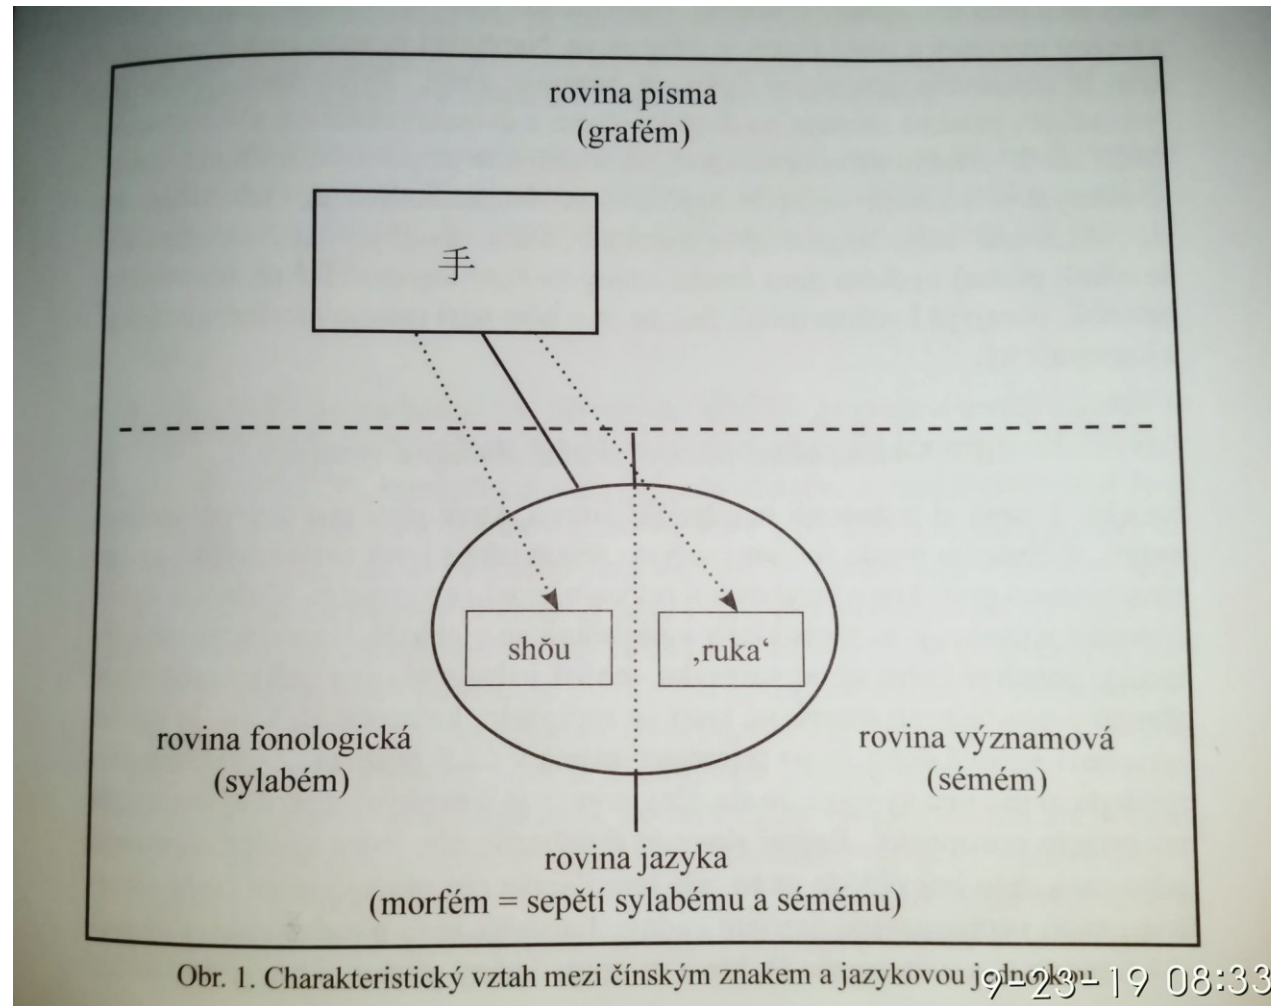 rovina písma
(grafém)
手
shǒu
‚ruka‘
rovina fonologická
(sylabém)
rovina významová
(sémém)
rovina jazyka
(morfém = sepětí sylabému a sémému)
Obr. 1. Charakteristický vztah mezi čínským znakem a jazykovou jednotkou
9-23-19 08:33